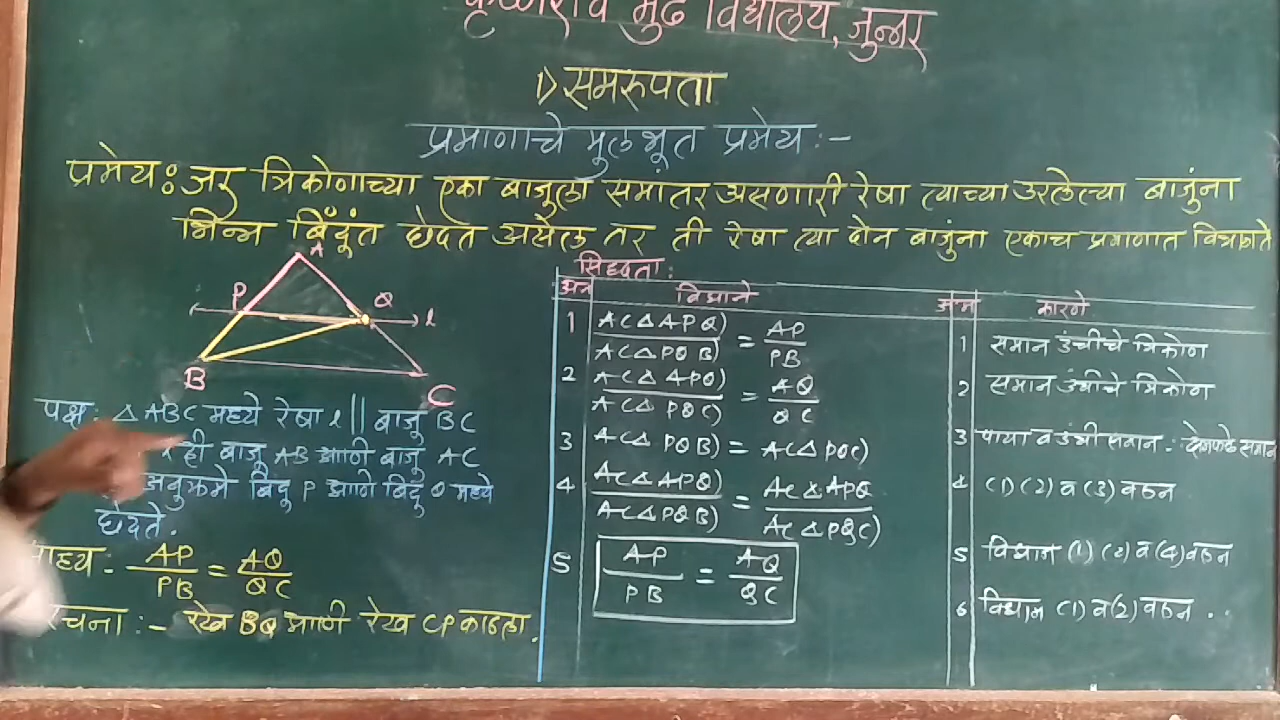 कृष्णराव मुंढे विद्यालय, जुन्नर
1) समरुपता
प्रमाणाचे मुलभूत प्रमेय :-
प्रमेय: जर त्रिकोणाच्या एका बाजुला समांतर असणारी रेषा त्याच्या उरलेल्या बाजुंना
भिन्न बिंदूंत छेदत असेल तर ती रेषा त्या दोन बाजुंना एकाच प्रमाणात विभागते
A
P Q l
B C
पक्ष: △ABC मध्ये रेषा l || बाजू BC
ही बाजू AB आणि बाजू AC
अनुक्रमे बिंदु P आणि बिंदु Q मध्ये
छेदते.
साध्य - AP/PB = AQ/QC
रचना :- रेख BQ आणि रेख CP काढला.
सिद्धता:
विधाने
1 A(△APQ)/A(△PQB) = AP/PB
2 A(△APQ)/A(△PQC) = AQ/QC
3 A(△PQB) = A(△PQC)
4 A(△APQ)/A(△PQB) = A(△APQ/A(△PQC)
5 AP/PB = AQ/QC
कारणे
1 समान उंचीचे त्रिकोण
2 समान उंचीचे त्रिकोण
3 पाया व उंची समान
4 (1) (2) व (3) वरुन
5 विधान (1) (2) व (4) वरुन
6 विधान (1) व (2) वरुन . .